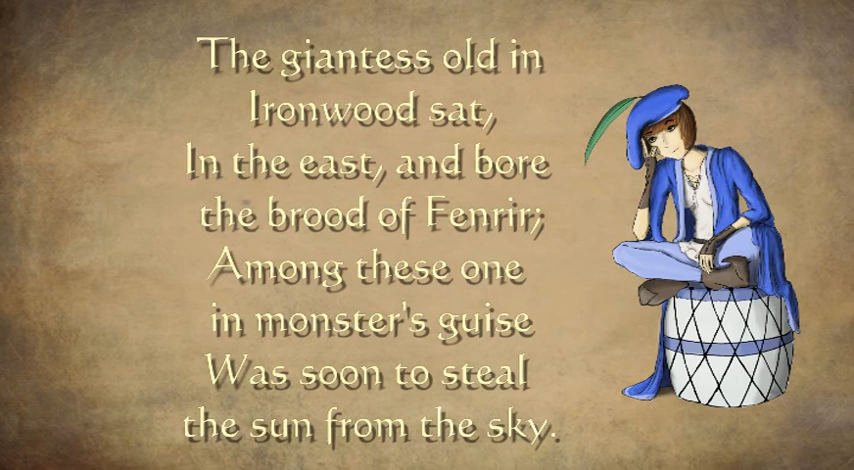 The giantess old in
Ironwood sat,
In the east, and bore
the brood of Fenrir;
Among these one
in monster's guise
Was soon to steal
the sun from the sky.